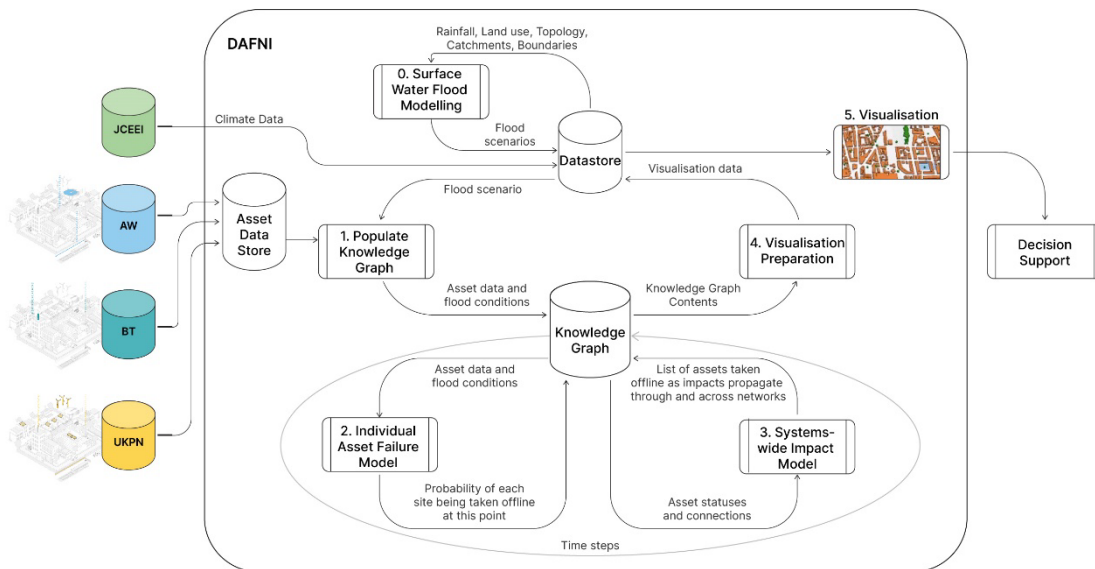 DAFNI
Rainfall, Land use, Topology,
Catchments, Boundaries
0. Surface
Water Flood
Modelling
5. Visualisation
JCEEI
Climate Data
Flood
scenarios
Datastore
Flood scenario
Visualisation data
AW
Asset
Data
Store
1. Populate
Knowledge
Graph
4. Visualisation
Preparation
Decision
Support
Asset data and
flood conditions
Knowledge Graph
Contents
BT
Knowledge
Graph
Asset data and
flood conditions
List of assets taken
offline as impacts propagate
through and across networks
UKPN
2. Individual
Asset Failure
Model
3. Systems-
wide Impact
Model
Probability of each
site being taken offline
at this point
Asset statuses
and connections
Time steps